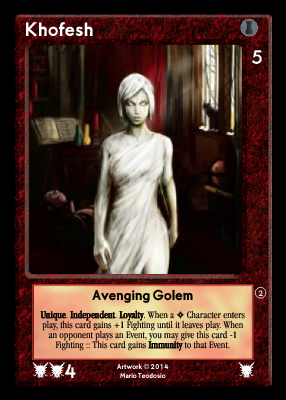 Khofesh
5
Avenging Golem
2
Unique. Independent. Loyalty. When a ❖ Character enters
play, this card gains +1 Fighting until it leaves play. When
an opponent plays an Event, you may give this card -1
Fighting :: This card gains Immunity to that Event.
4
Artwork © 2014
Mario Teodosio